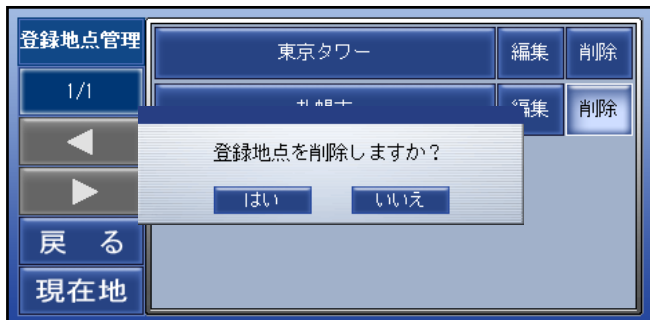 登録地点管理
東京タワー
編集
削除
1/1
編集
削除
登録地点を削除しますか？
はい
いいえ
戻る
現在地